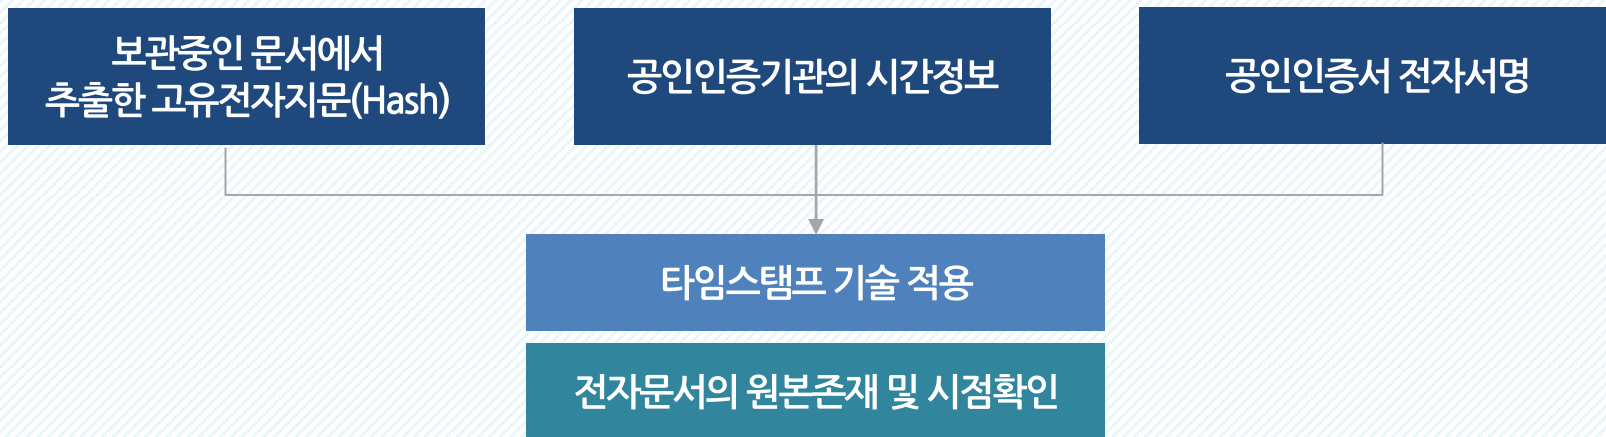 보관중인 문서에서
추출한 고유전자지문(Hash)
공인인증기관의 시간정보
공인인증서 전자서명
타임스탬프 기술 적용
전자문서의 원본존재 및 시점확인